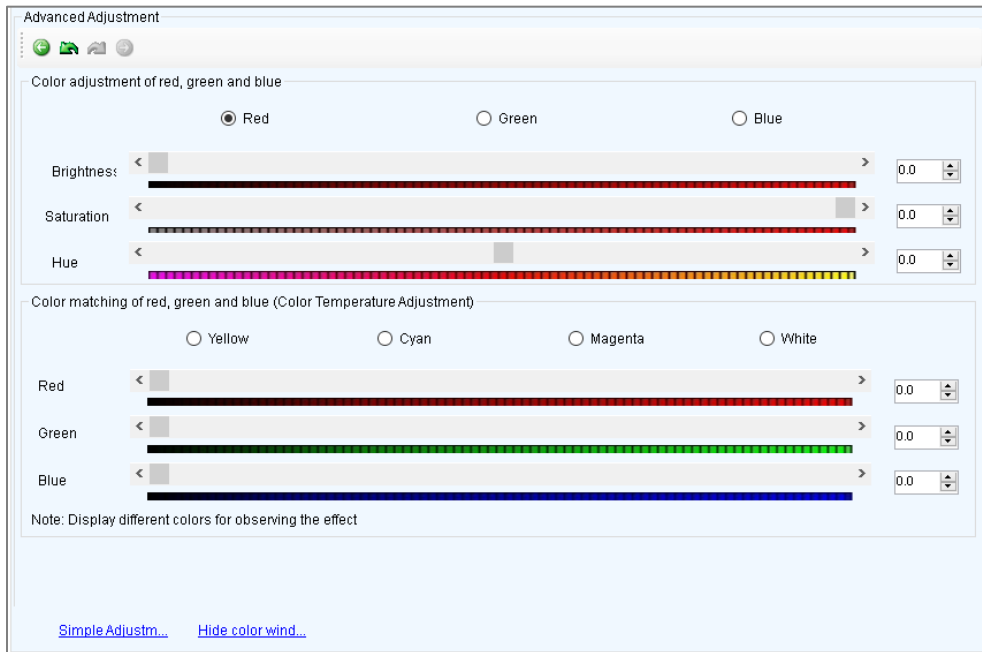 Advanced Adjustment
Color adjustment of red, green and blue
Red Green Blue
Brightness 0.0
Saturation 0.0
Hue 0.0
Color matching of red, green and blue (Color Temperature Adjustment)
Yellow Cyan Magenta White
Red 0.0
Green 0.0
Blue 0.0
Note: Display different colors for observing the effect
Simple Adjustm... Hide color wind...